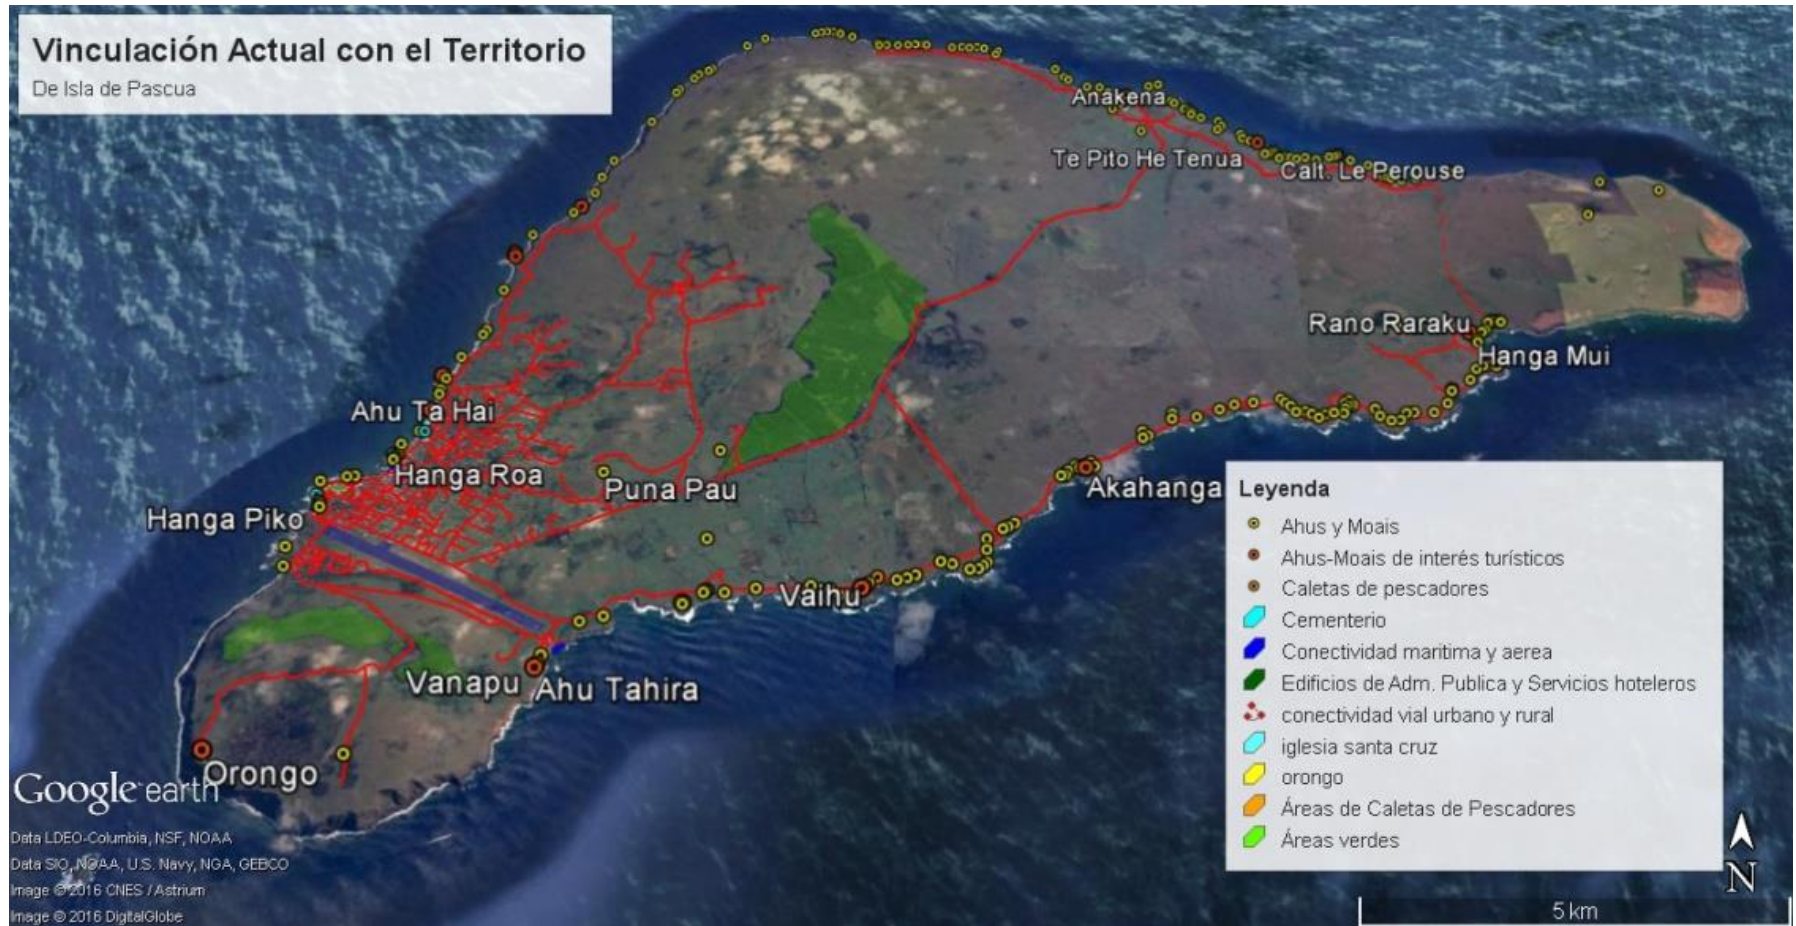 Vinculación Actual con el Territorio
De Isla de Pascua
Anakena
Te Pito He Tenua
Calt. Le Perouse
Rano Raraku
Hanga Mui
Ahu Ta Hai
Hanga Roa
Puna Pau
Akahanga
Hanga Piko
Vaihu
Vanapu
Ahu Tahira
Orongo
Leyenda
Ahus y Moais
Ahus-Moais de interés turísticos
Caletas de pescadores
Cementerio
Conectividad maritima y aerea
Edificios de Adm. Publica y Servicios hoteleros
conectividad vial urbano y rural
iglesia santa cruz
orongo
Áreas de Caletas de Pescadores
Áreas verdes
Google earth
Data LDEO-Columbia, NSF, NOAA
Data SIO, NOAA, U.S. Navy, NGA, GEBCO
Image © 2016 CNES / Astrium
Image © 2016 DigitalGlobe
N
5 km